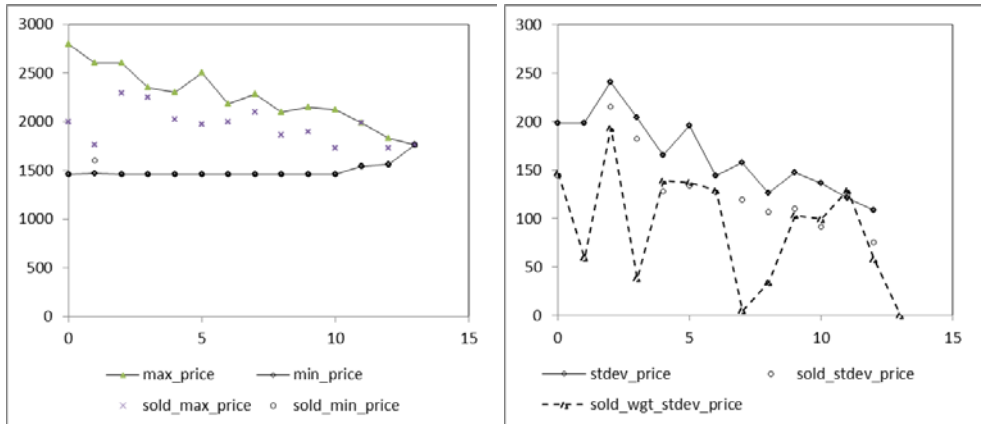 3000
2500
2000
1500
1000
500
0
0 5 10 15
max_price min_price
sold_max_price sold_min_price
300
250
200
150
100
50
0
0 5 10 15
stdev_price sold_stdev_price
sold_wgt_stdev_price